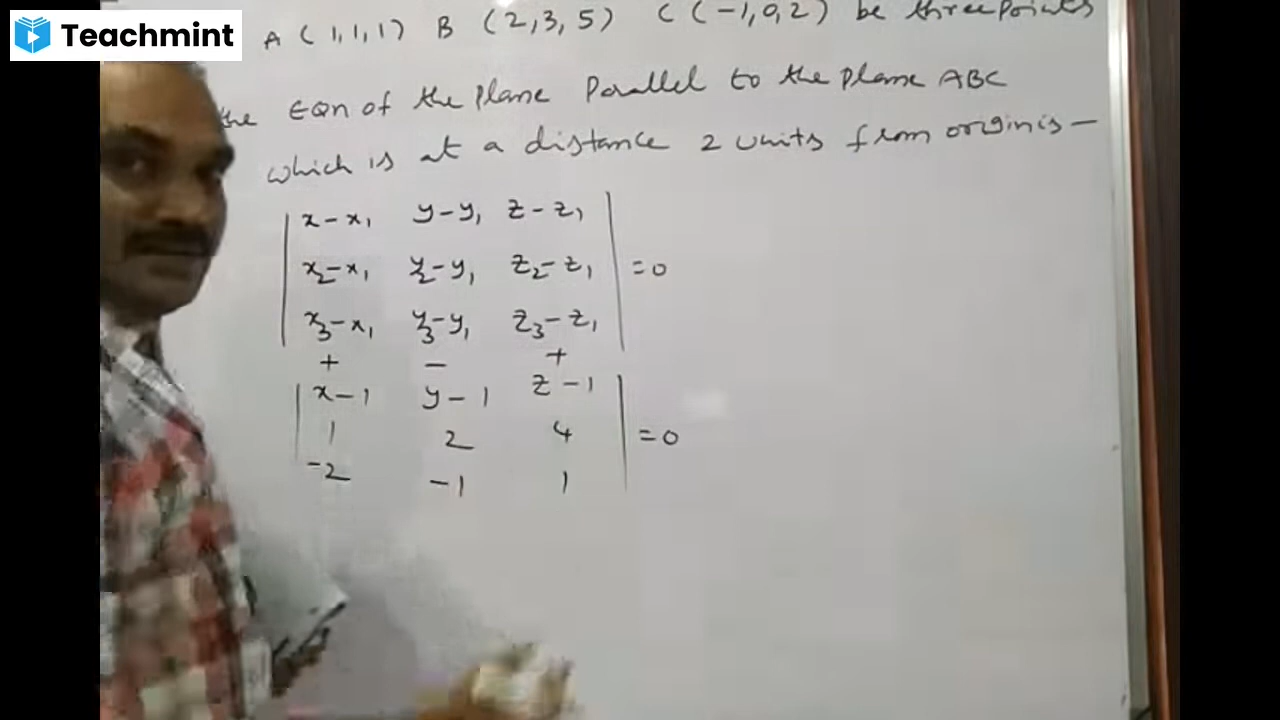 Teachmint
A (1,1,1) B (2,3,5) C (-1,0,2) be three points
the EQn of the Plane Parallel to the Plane ABC
which is at a distance 2 units from origin is —
| x-x₁ y-y₁ z-z₁ |
| x₂-x₁ y₂-y₁ z₂-z₁ | =0
| x₃-x₁ y₃-y₁ z₃-z₁ |
+ - +
| x-1 y-1 z-1 |
| 1 2 4 | =0
| -2 -1 1 |